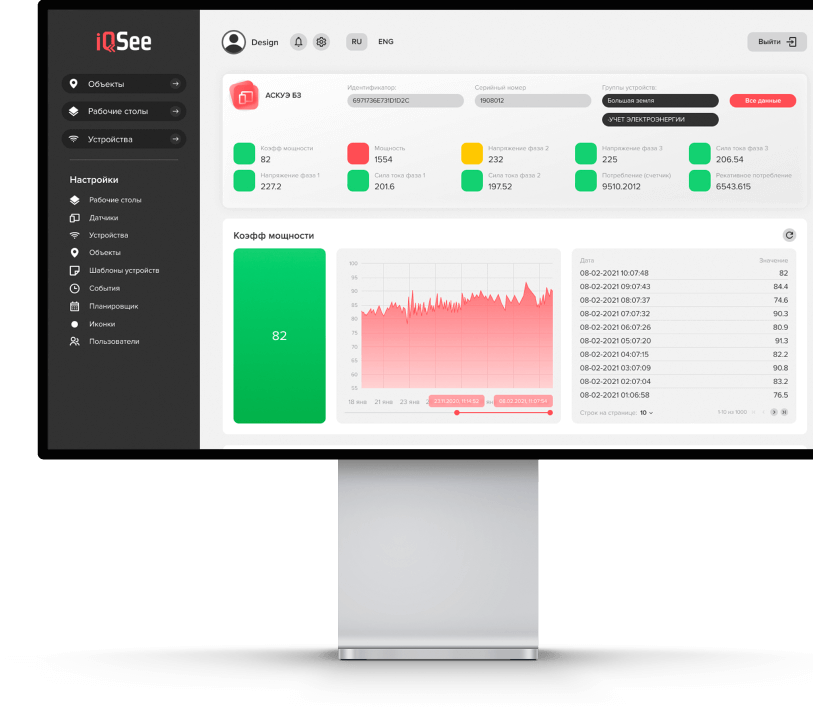 iQSee
Design
RU
ENG
Выйти
Объекты
Рабочие столы
Устройства
Настройки
Рабочие столы
Датчики
Устройства
Объекты
Шаблоны устройств
События
Планировщик
Иконки
Пользователи
АСКУЭ БЗ
Идентификатор
6971736E731D1D2C
Серийный номер
1908012
Группы устройств
Большая земля
Все данные
-УЧЕТ ЭЛЕКТРОЭНЕРГИИ
Коэфф мощности
82
Мощность
1554
Напряжение фаза 2
232
Напряжение фаза 3
225
Сила тока фаза 3
206.54
Напряжение фаза 1
227.2
Сила тока фаза 1
201.6
Сила тока фаза 2
197.52
Потребление (счетчик)
9510.2012
Реактивное потребление
6543.615
Коэфф мощности
82
100
95
90
85
80
75
70
65
60
55
18 янв 21 янв 23 янв
23.11.2020, 11:14:52
08.02.2021, 11:07:04
Дата Значение
08-02-2021 10:07:48 82
08-02-2021 09:07:43 84.4
08-02-2021 08:07:37 74.6
08-02-2021 07:07:32 90.3
08-02-2021 06:07:26 80.9
08-02-2021 05:07:20 91.3
08-02-2021 04:07:15 82.2
08-02-2021 03:07:09 90.8
08-02-2021 02:07:04 83.2
08-02-2021 01:06:58 76.5
Строк на странице: 10
1-10 из 1000